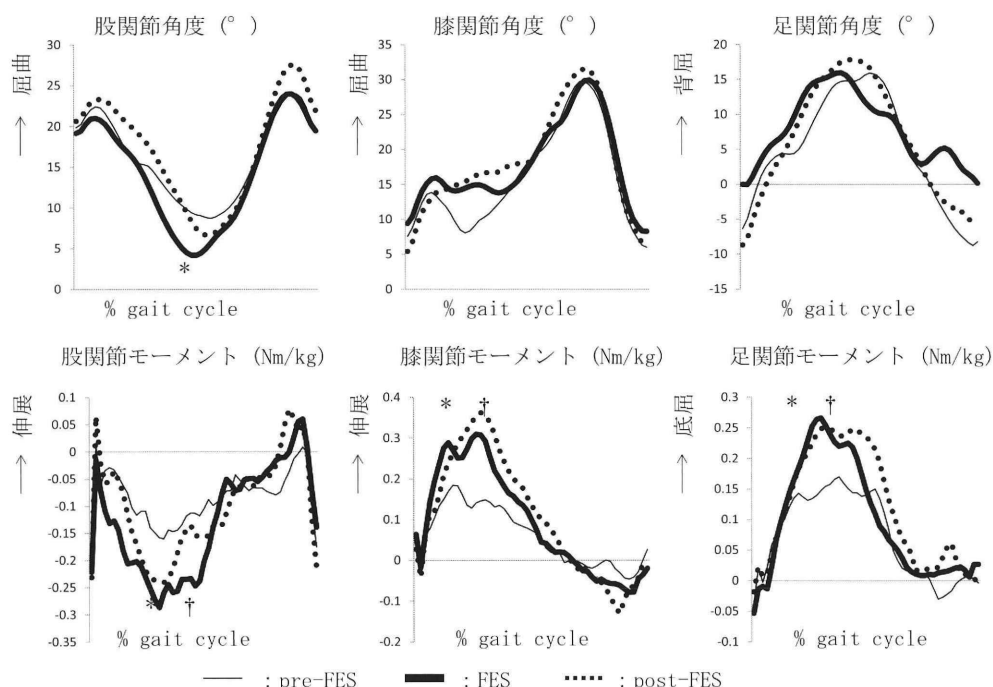 股関節角度 (°)
膝関節角度 (°)
足関節角度 (°)
→ 屈曲
30
25
20
15
10
5
0
*
% gait cycle
→ 屈曲
35
30
25
20
15
10
5
0
% gait cycle
→ 背屈
20
15
10
5
0
-5
-10
-15
% gait cycle
股関節モーメント (Nm/kg)
膝関節モーメント (Nm/kg)
足関節モーメント (Nm/kg)
→ 伸展
0.1
0.05
0
-0.05
-0.1
-0.15
-0.2
-0.25
-0.3
-0.35
* †
% gait cycle
→ 伸展
0.4
0.3
0.2
0.1
0
-0.1
-0.2
* †
% gait cycle
→ 底屈
0.3
0.25
0.2
0.15
0.1
0.05
0
-0.05
-0.1
* †
% gait cycle
: pre-FES : FES : post-FES